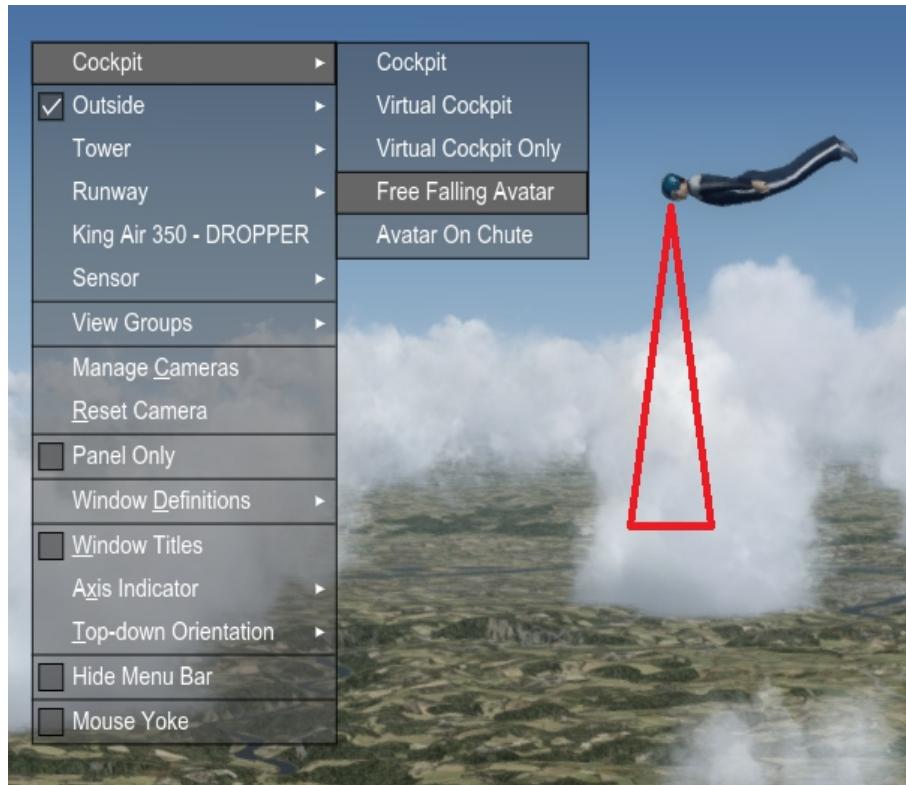 Cockpit
Outside
Tower
Runway
King Air 350 - DROPPER
Sensor
View Groups
Manage Cameras
Reset Camera
Panel Only
Window Definitions
Window Titles
Axis Indicator
Top-down Orientation
Hide Menu Bar
Mouse Yoke
Cockpit
Virtual Cockpit
Virtual Cockpit Only
Free Falling Avatar
Avatar On Chute